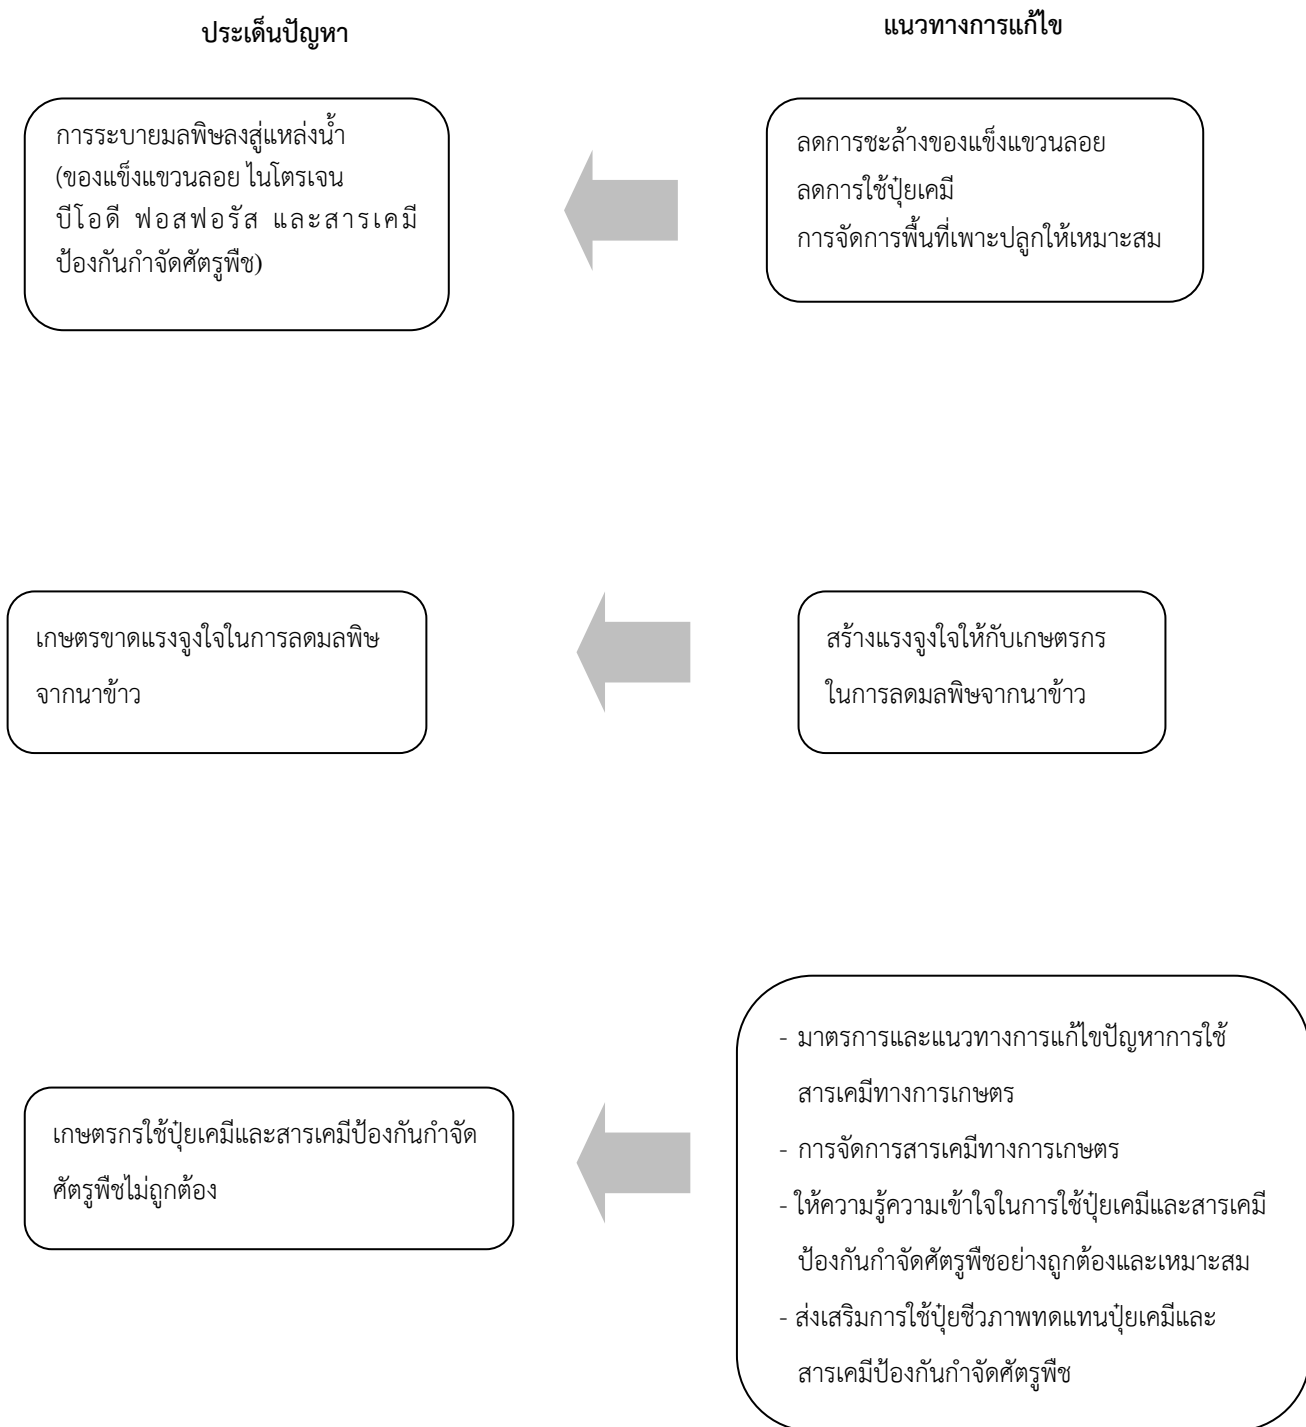 ประเด็นปัญหา
แนวทางการแก้ไข
การระบายมลพิษลงสู่แหล่งน้ำ
(ของแข็งแขวนลอย ไนโตรเจน
บีโอดี ฟอสฟอรัส และสารเคมี
ป้องกันกำจัดศัตรูพืช)
ลดการชะล้างของแข็งแขวนลอย
ลดการใช้ปุ๋ยเคมี
การจัดการพื้นที่เพาะปลูกให้เหมาะสม
เกษตรขาดแรงจูงใจในการลดมลพิษ
จากนาข้าว
สร้างแรงจูงใจให้กับเกษตรกร
ในการลดมลพิษจากนาข้าว
เกษตรกรใช้ปุ๋ยเคมีและสารเคมีป้องกันกำจัด
ศัตรูพืชไม่ถูกต้อง
- มาตรการและแนวทางการแก้ไขปัญหาการใช้
สารเคมีทางการเกษตร
- การจัดการสารเคมีทางการเกษตร
- ให้ความรู้ความเข้าใจในการใช้ปุ๋ยเคมีและสารเคมี
ป้องกันกำจัดศัตรูพืชอย่างถูกต้องและเหมาะสม
- ส่งเสริมการใช้ปุ๋ยชีวภาพทดแทนปุ๋ยเคมีและ
สารเคมีป้องกันกำจัดศัตรูพืช